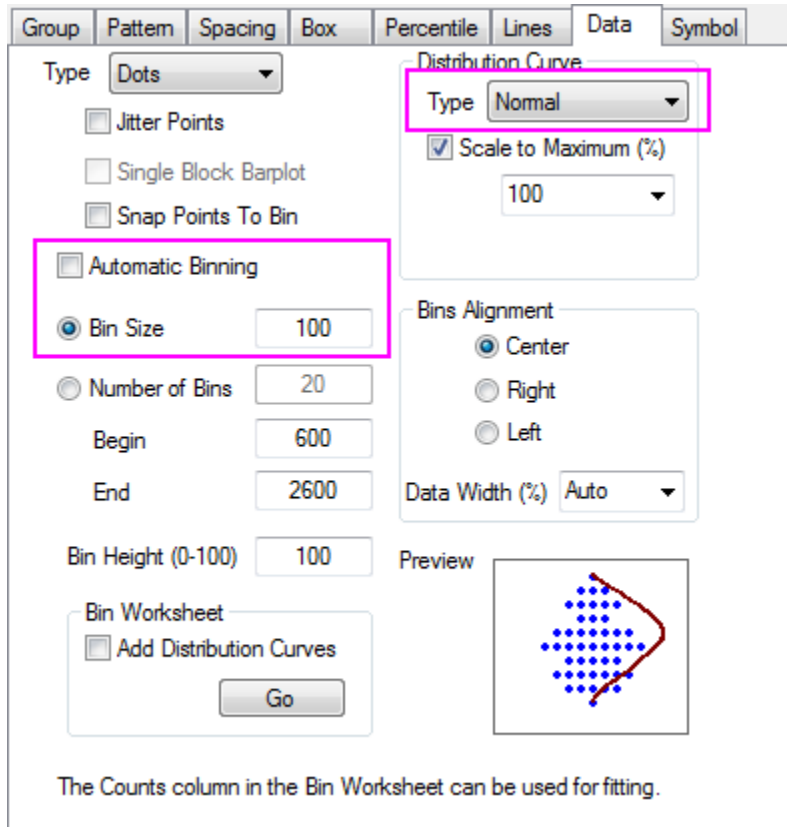 Group Pattern Spacing Box Percentile Lines Data Symbol
Type Dots
Jitter Points
Single Block Barplot
Snap Points To Bin
Automatic Binning
Bin Size 100
Number of Bins 20
Begin 600
End 2600
Bin Height (0-100) 100
Bin Worksheet
Add Distribution Curves
Go
Distribution Curve
Type Normal
Scale to Maximum (%)
100
Bins Alignment
Center
Right
Left
Data Width (%) Auto
Preview
The Counts column in the Bin Worksheet can be used for fitting.